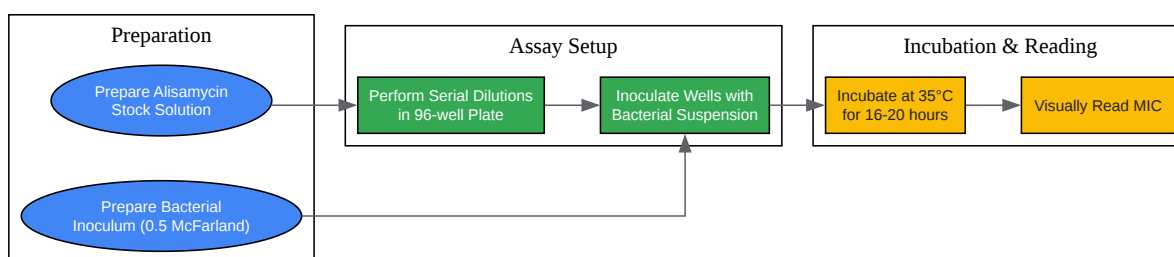 Preparation
Prepare Alisamycin
Stock Solution
Prepare Bacterial
Inoculum (0.5 McFarland)
Assay Setup
Perform Serial Dilutions
in 96-well Plate
Inoculate Wells with
Bacterial Suspension
Incubation & Reading
Incubate at 35°C
for 16-20 hours
Visually Read MIC